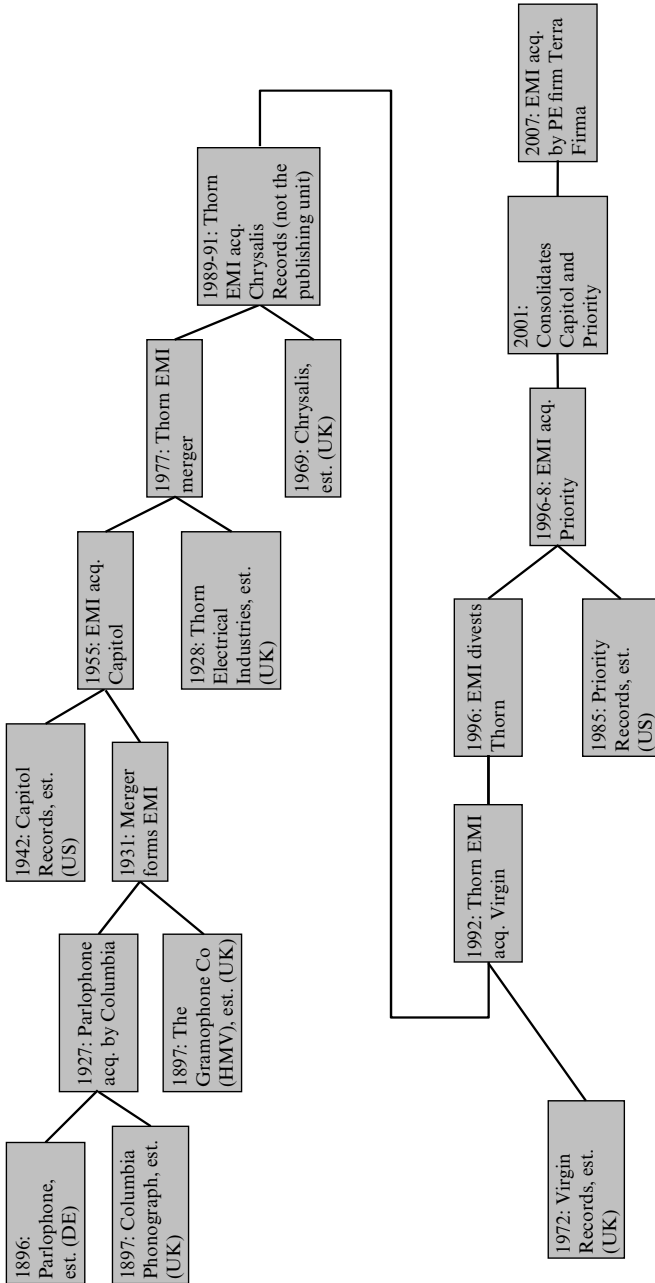 1896:
Parlophone,
est. (DE)
1897: Columbia
Phonograph, est.
(UK)
1927: Parlophone
acq. by Columbia
1897: The
Gramophone Co
(HMV), est. (UK)
1942: Capitol
Records, est.
(US)
1931: Merger
forms EMI
1955: EMI acq.
Capitol
1928: Thorn
Electrical
Industries, est.
(UK)
1977: Thorn EMI
merger
1969: Chrysalis,
est. (UK)
1989-91: Thorn
EMI acq.
Chrysalis
Records (not the
publishing unit)
1972: Virgin
Records, est.
(UK)
1992: Thorn EMI
acq. Virgin
1996: EMI divests
Thorn
1985: Priority
Records, est.
(US)
1996-8: EMI acq.
Priority
2001:
Consolidates
Capitol and
Priority
2007: EMI acq.
by PE firm Terra
Firma